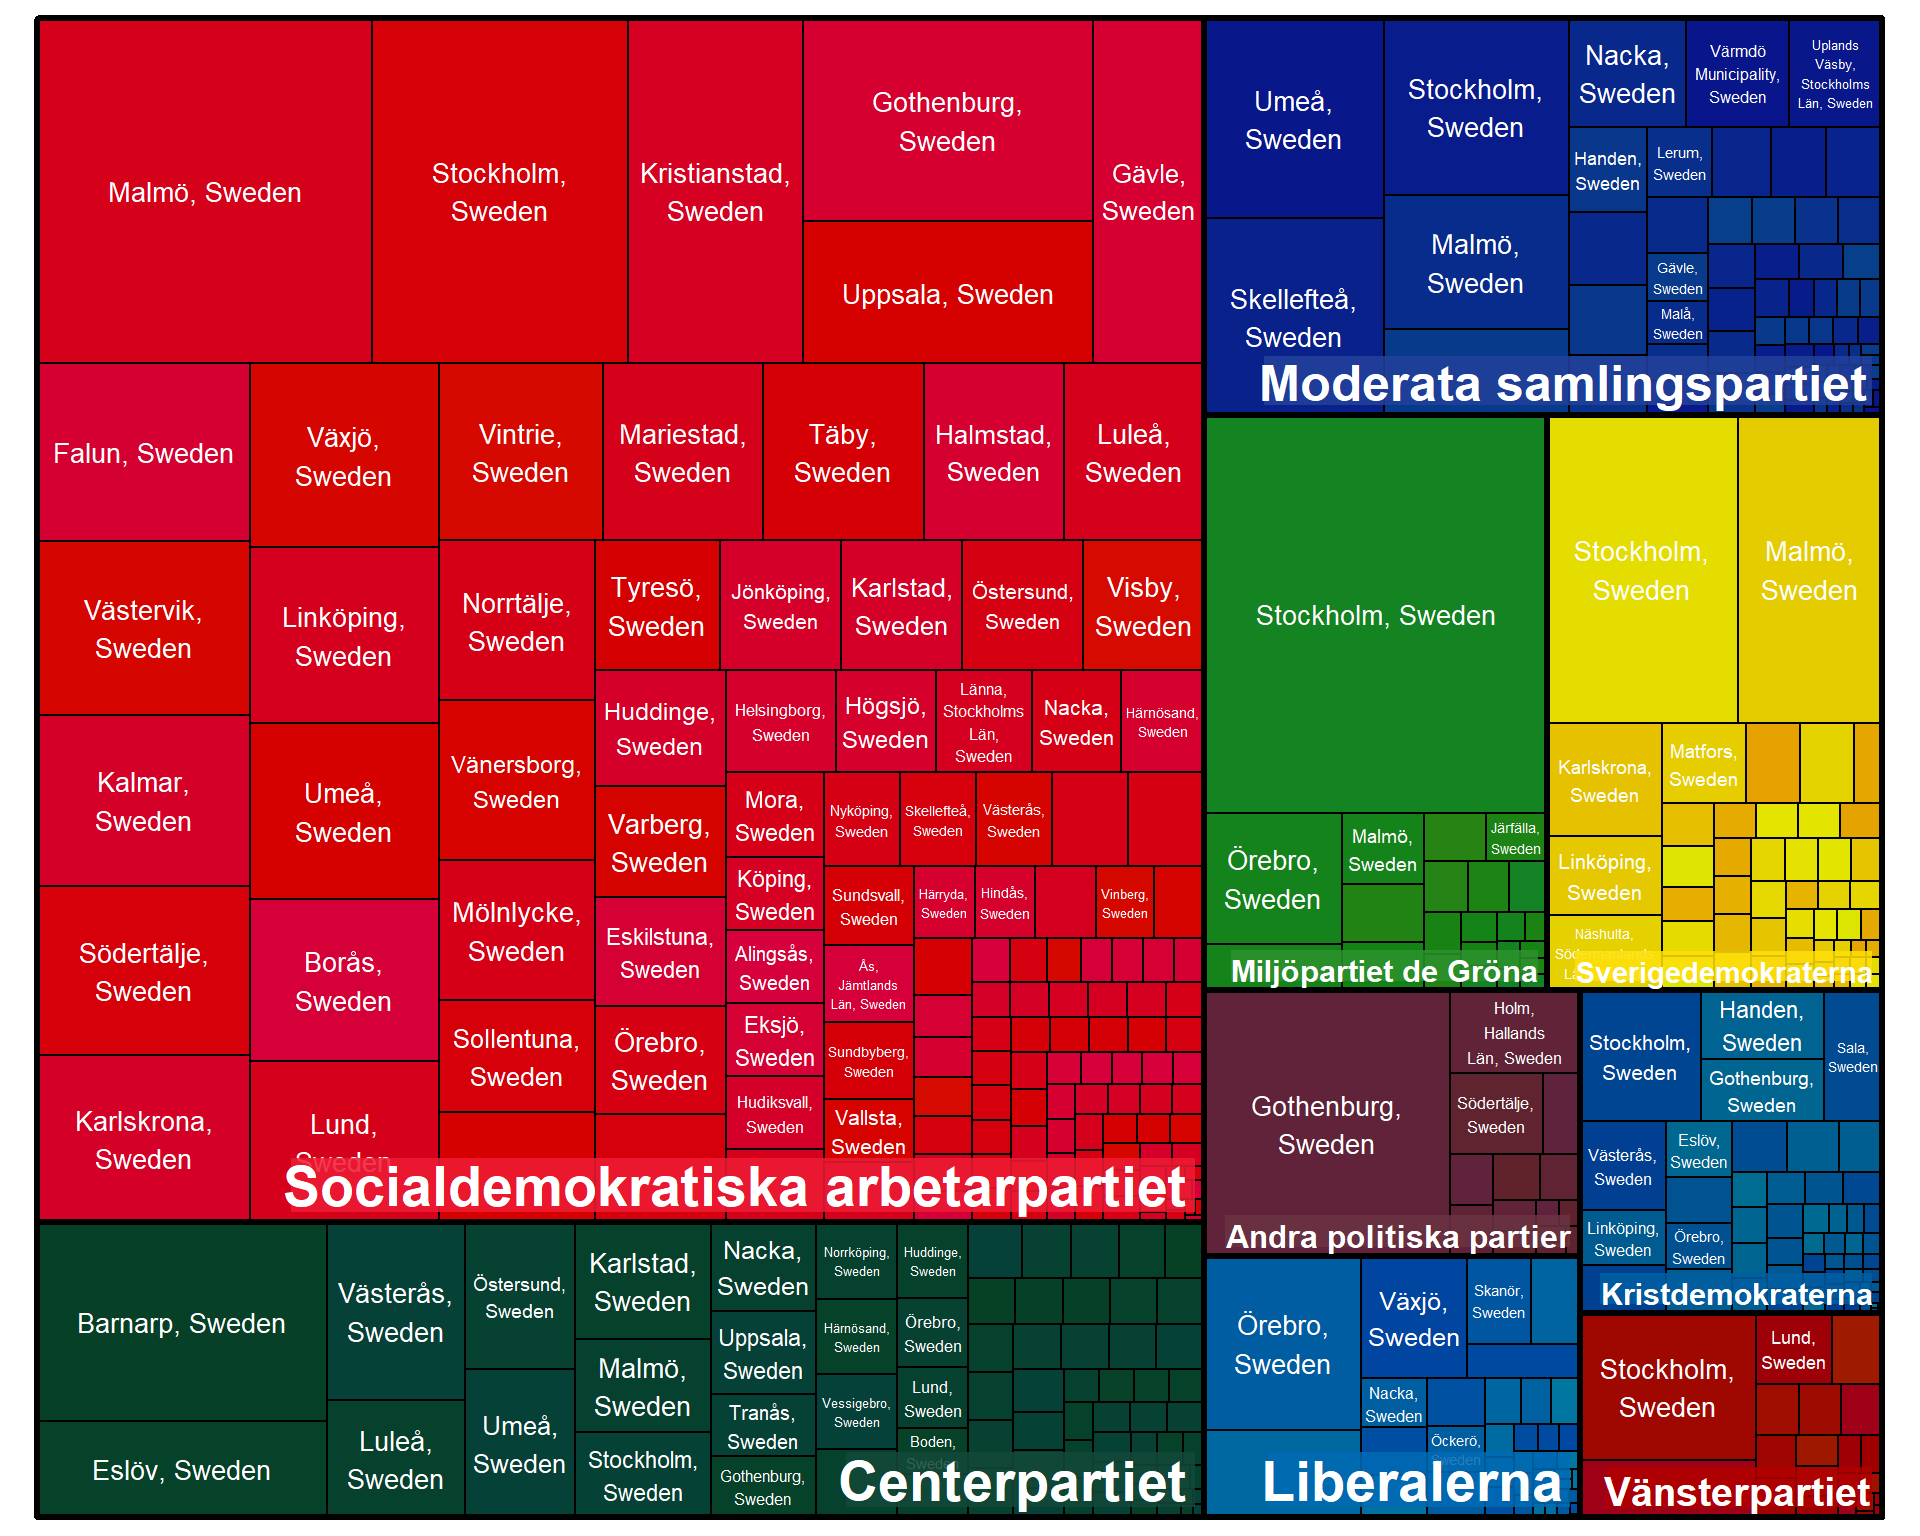 Malmö, Sweden
Stockholm,
Sweden
Kristianstad,
Sweden
Gothenburg,
Sweden
Uppsala, Sweden
Gävle,
Sweden
Falun, Sweden
Växjö,
Sweden
Vintrie,
Sweden
Mariestad,
Sweden
Täby,
Sweden
Halmstad,
Sweden
Luleå,
Sweden
Västervik,
Sweden
Linköping,
Sweden
Norrtälje,
Sweden
Tyresö,
Sweden
Jönköping,
Sweden
Karlstad,
Sweden
Östersund,
Sweden
Visby,
Sweden
Kalmar,
Sweden
Umeå,
Sweden
Vänersborg,
Sweden
Huddinge,
Sweden
Helsingborg,
Sweden
Högsjö,
Sweden
Länna,
Stockholms
Län,
Sweden
Nacka,
Sweden
Härnösand,
Sweden
Varberg,
Sweden
Mora,
Sweden
Nyköping,
Sweden
Skellefteå,
Sweden
Västerås,
Sweden
Södertälje,
Sweden
Borås,
Sweden
Mölnlycke,
Sweden
Eskilstuna,
Sweden
Köping,
Sweden
Sundsvall,
Sweden
Härryda,
Sweden
Hindås,
Sweden
Vinberg,
Sweden
Alingsås,
Sweden
Ås,
Jämtlands
Län, Sweden
Karlskrona,
Sweden
Lund,
Sweden
Sollentuna,
Sweden
Örebro,
Sweden
Eksjö,
Sweden
Sundbyberg,
Sweden
Hudiksvall,
Sweden
Vallsta,
Sweden
Socialdemokratiska arbetarpartiet
Barnarp, Sweden
Eslöv, Sweden
Västerås,
Sweden
Luleå,
Sweden
Östersund,
Sweden
Umeå,
Sweden
Karlstad,
Sweden
Malmö,
Sweden
Stockholm,
Sweden
Nacka,
Sweden
Uppsala,
Sweden
Tranås,
Sweden
Gothenburg,
Sweden
Norrköping,
Sweden
Härnösand,
Sweden
Vessigebro,
Sweden
Huddinge,
Sweden
Örebro,
Sweden
Lund,
Sweden
Boden,
Sweden
Centerpartiet
Umeå,
Sweden
Skellefteå,
Sweden
Stockholm,
Sweden
Malmö,
Sweden
Nacka,
Sweden
Värmdö
Municipality,
Sweden
Uplands
Väsby,
Stockholms
Län, Sweden
Handen,
Sweden
Lerum,
Sweden
Gävle,
Sweden
Malå,
Sweden
Moderata samlingspartiet
Stockholm, Sweden
Örebro,
Sweden
Malmö,
Sweden
Järfälla,
Sweden
Miljöpartiet de Gröna
Stockholm,
Sweden
Malmö,
Sweden
Karlskrona,
Sweden
Matfors,
Sweden
Linköping,
Sweden
Näshulta,
Sverigedemokraterna
Gothenburg,
Sweden
Holm,
Hallands
Län, Sweden
Södertälje,
Sweden
Andra politiska partier
Stockholm,
Sweden
Handen,
Sweden
Gothenburg,
Sweden
Sala,
Sweden
Västerås,
Sweden
Eslöv,
Sweden
Linköping,
Sweden
Örebro,
Sweden
Kristdemokraterna
Örebro,
Sweden
Växjö,
Sweden
Skanör,
Sweden
Nacka,
Sweden
Öckerö,
Sweden
Liberalerna
Stockholm,
Sweden
Lund,
Sweden
Vänsterpartiet